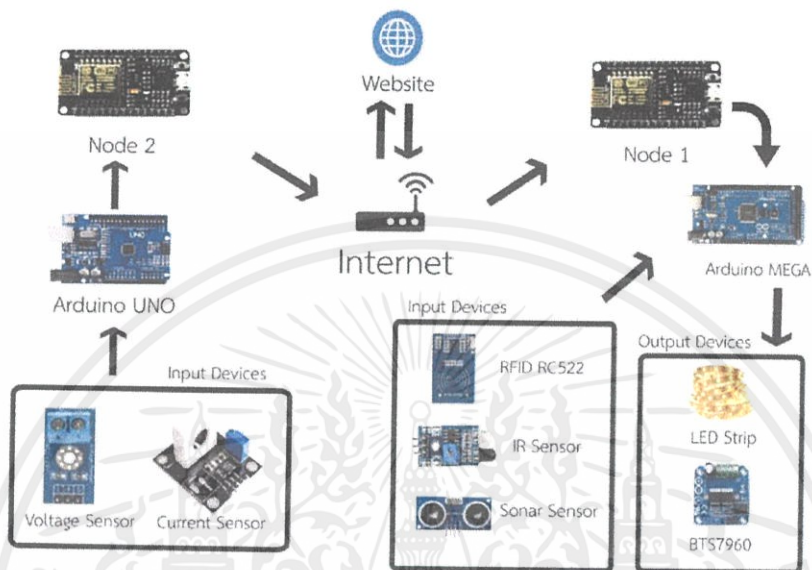 Website
Node 2
Node 1
Internet
UNO
Arduino UNO
Arduino MEGA
Input Devices
Input Devices
Output Devices
RFID RC522
LED Strip
IR Sensor
Voltage Sensor
Current Sensor
Sonar Sensor
BTS7960